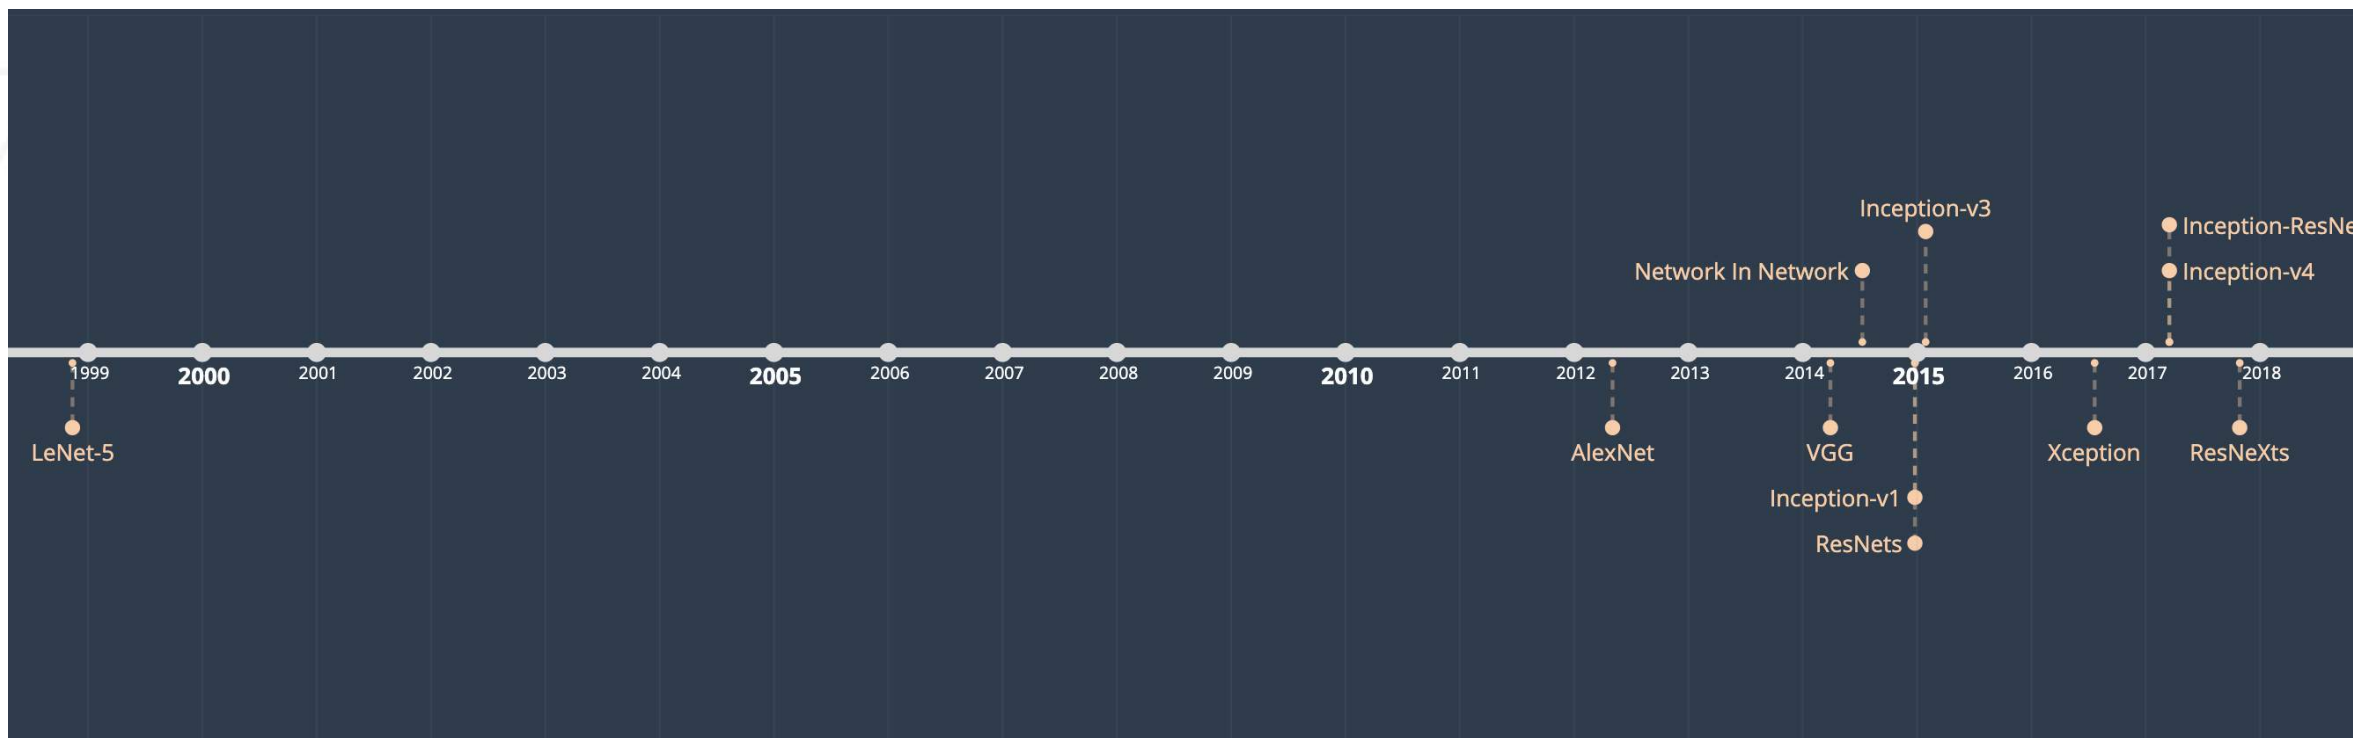 Inception-v3
Inception-ResNe
Network In Network
Inception-v4
1999 2000 2001 2002 2003 2004 2005 2006 2007 2008 2009 2010 2011 2012 2013 2014 2015 2016 2017 2018
LeNet-5 AlexNet VGG Xception ResNeXts
Inception-v1
ResNets